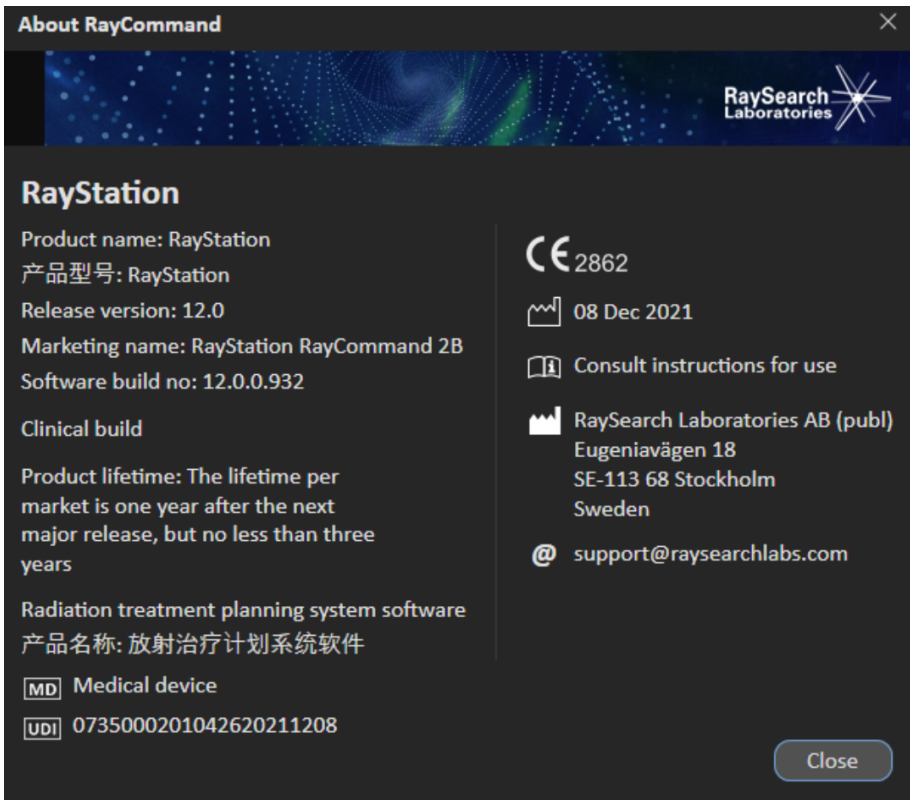 About RayCommand
RaySearch
Laboratories
RayStation
Product name: RayStation
产品型号: RayStation
Release version: 12.0
Marketing name: RayStation RayCommand 2B
Software build no: 12.0.0.932
Clinical build
Product lifetime: The lifetime per
market is one year after the next
major release, but no less than three
years
Radiation treatment planning system software
产品名称: 放射治疗计划系统软件
MD Medical device
UDI 0735000201042620211208
CE 2862
08 Dec 2021
Consult instructions for use
RaySearch Laboratories AB (publ)
Eugeniavägen 18
SE-113 68 Stockholm
Sweden
@ support@raysearchlabs.com
Close